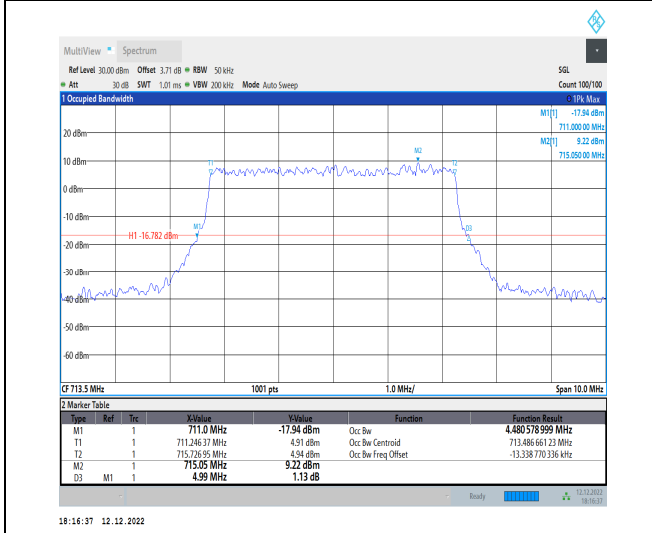 MultiView Spectrum
Ref Level 30.00 dBm Offset 3.71 dB RBW 50 kHz SGL
Att 30 dB SWT 1.01 ms VBW 200 kHz Mode Auto Sweep Count 100/100
1 Occupied Bandwidth 1Pk Max
M1[1] -17.94 dBm
711.000 00 MHz
M2[1] 9.22 dBm
715.050 00 MHz
20 dBm
10 dBm
0 dBm
-10 dBm
-20 dBm
-30 dBm
-40 dBm
-50 dBm
-60 dBm
T1
M2
T2
M1
D3
H1 -16.782 dBm
CF 713.5 MHz 1001 pts 1.0 MHz/ Span 10.0 MHz
2 Marker Table
Type Ref Trc X-Value Y-Value Function Function Result
M1 1 711.0 MHz -17.94 dBm Occ Bw 4.480 578 999 MHz
T1 1 711.246 37 MHz 4.91 dBm Occ Bw Centroid 713.486 661 23 MHz
T2 1 715.726 95 MHz 4.94 dBm Occ Bw Freq Offset -13.338 770 336 kHz
M2 1 715.05 MHz 9.22 dBm
D3 M1 1 4.99 MHz 1.13 dB
Ready 12.12.2022
18:16:37
18:16:37 12.12.2022